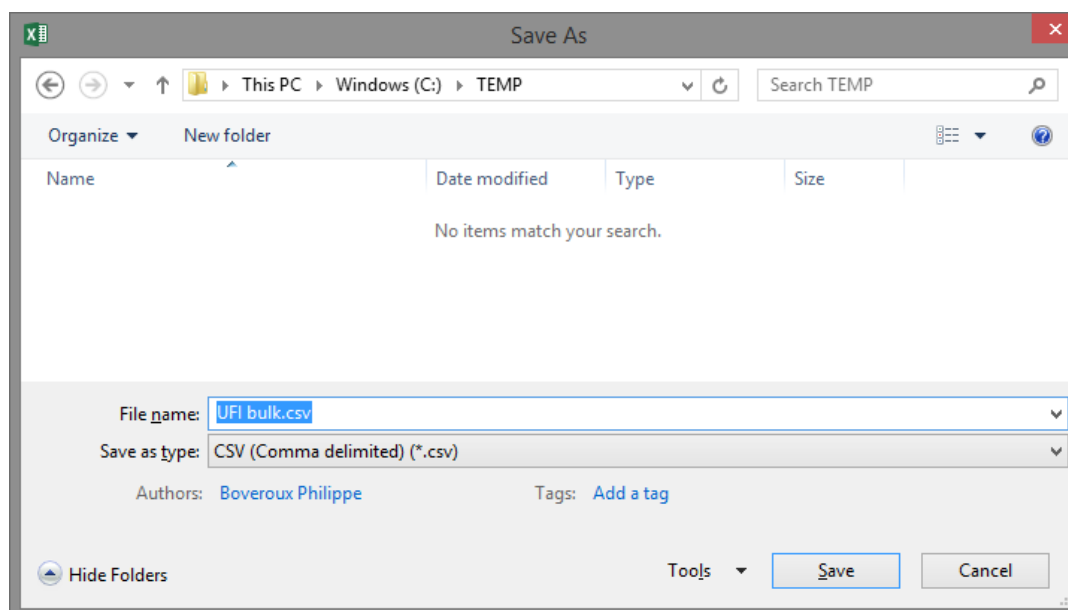 Save As
This PC Windows (C:) TEMP Search TEMP
Organize New folder
Name Date modified Type Size
No items match your search.
File name: UFI bulk.csv
Save as type: CSV (Comma delimited) (*.csv)
Authors: Boveroux Philippe Tags: Add a tag
Hide Folders Tools Save Cancel